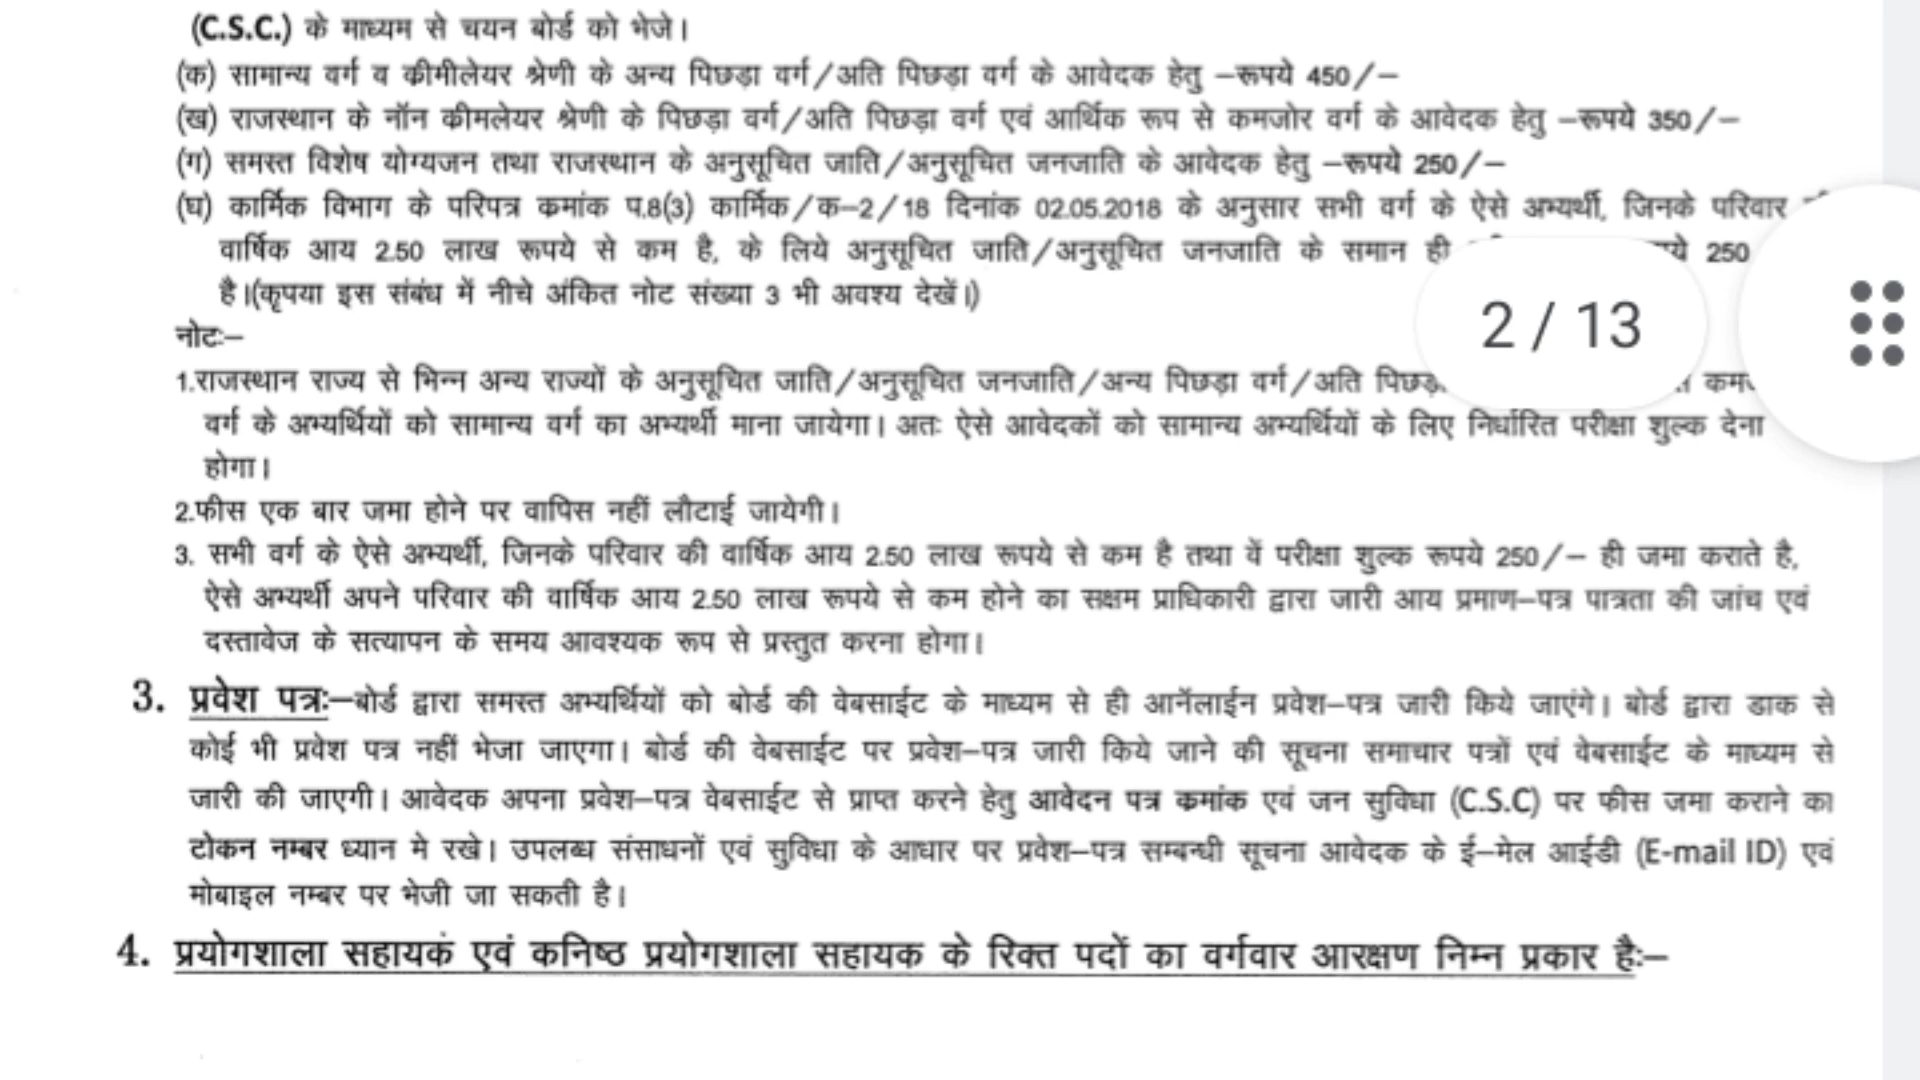 (C.S.C.) के माध्यम से चयन बोर्ड को भेजे।
(क) सामान्य वर्ग व क्रीमीलेयर श्रेणी के अन्य पिछड़ा वर्ग/अति पिछड़ा वर्ग के आवेदक हेतु –रूपये 450/–
(ख) राजस्थान के नॉन क्रीमलेयर श्रेणी के पिछड़ा वर्ग/अति पिछड़ा वर्ग एवं आर्थिक रूप से कमजोर वर्ग के आवेदक हेतु –रूपये 350/–
(ग) समस्त विशेष योग्यजन तथा राजस्थान के अनुसूचित जाति/अनुसूचित जनजाति के आवेदक हेतु –रूपये 250/–
(घ) कार्मिक विभाग के परिपत्र क्रमांक प.8(3) कार्मिक/क–2/18 दिनांक 02.05.2018 के अनुसार सभी वर्ग के ऐसे अभ्यर्थी, जिनके परिवार
वार्षिक आय 2.50 लाख रूपये से कम है, के लिये अनुसूचित जाति/अनुसूचित जनजाति के समान ही 250
है।(कृपया इस संबंध में नीचे अंकित नोट संख्या 3 भी अवश्य देखें।)
2 / 13
नोटः–
1.राजस्थान राज्य से भिन्न अन्य राज्यों के अनुसूचित जाति/अनुसूचित जनजाति/अन्य पिछड़ा वर्ग/अति
वर्ग के अभ्यर्थियों को सामान्य वर्ग का अभ्यर्थी माना जायेगा। अतः ऐसे आवेदकों को सामान्य अभ्यर्थियों के लिए निर्धारित परीक्षा शुल्क देना
होगा।
2.फीस एक बार जमा होने पर वापिस नहीं लौटाई जायेगी।
3. सभी वर्ग के ऐसे अभ्यर्थी, जिनके परिवार की वार्षिक आय 2.50 लाख रूपये से कम है तथा वें परीक्षा शुल्क रूपये 250/– ही जमा कराते है,
ऐसे अभ्यर्थी अपने परिवार की वार्षिक आय 2.50 लाख रूपये से कम होने का सक्षम प्राधिकारी द्वारा जारी आय प्रमाण–पत्र पात्रता की जांच एवं
दस्तावेज के सत्यापन के समय आवश्यक रूप से प्रस्तुत करना होगा।
3. प्रवेश पत्रः–बोर्ड द्वारा समस्त अभ्यर्थियों को बोर्ड की वेबसाईट के माध्यम से ही आनॅलाईन प्रवेश–पत्र जारी किये जाएंगे। बोर्ड द्वारा डाक से
कोई भी प्रवेश पत्र नहीं भेजा जाएगा। बोर्ड की वेबसाईट पर प्रवेश–पत्र जारी किये जाने की सूचना समाचार पत्रों एवं वेबसाईट के माध्यम से
जारी की जाएगी। आवेदक अपना प्रवेश–पत्र वेबसाईट से प्राप्त करने हेतु आवेदन पत्र क्रमांक एवं जन सुविधा (C.S.C) पर फीस जमा कराने का
टोकन नम्बर ध्यान मे रखे। उपलब्ध संसाधनों एवं सुविधा के आधार पर प्रवेश–पत्र सम्बन्धी सूचना आवेदक के ई–मेल आईडी (E-mail ID) एवं
मोबाइल नम्बर पर भेजी जा सकती है।
4. प्रयोगशाला सहायक एवं कनिष्ठ प्रयोगशाला सहायक के रिक्त पदों का वर्गवार आरक्षण निम्न प्रकार हैः–